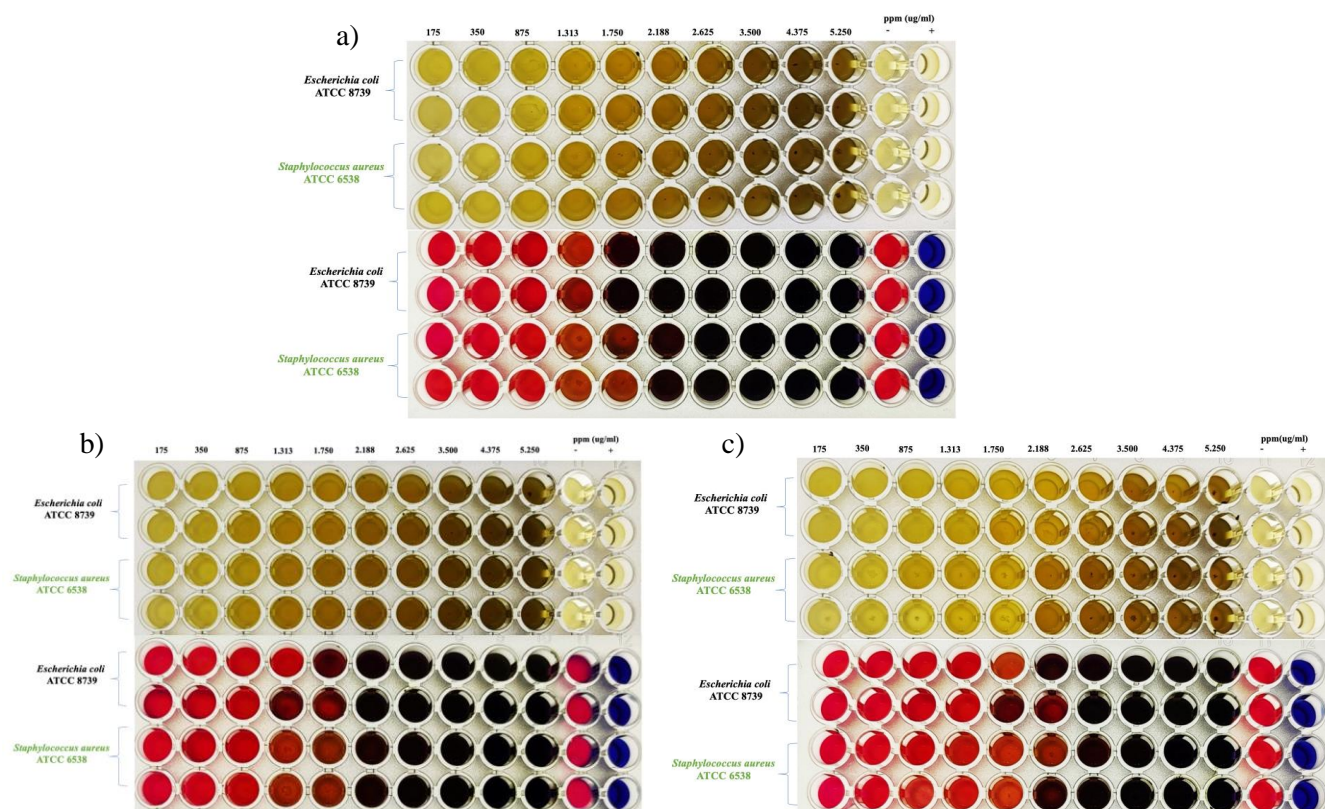 a)
ppm (ug/ml)
175 350 875 1.313 1.750 2.188 2.625 3.500 4.375 5.250 - +
Escherichia coli
ATCC 8739
Staphylococcus aureus
ATCC 6538
Escherichia coli
ATCC 8739
Staphylococcus aureus
ATCC 6538
b)
ppm (ug/ml)
175 350 875 1.313 1.750 2.188 2.625 3.500 4.375 5.250 - +
Escherichia coli
ATCC 8739
Staphylococcus aureus
ATCC 6538
Escherichia coli
ATCC 8739
Staphylococcus aureus
ATCC 6538
c)
ppm(ug/ml)
175 350 875 1.313 1.750 2.188 2.625 3.500 4.375 5.250 - +
Escherichia coli
ATCC 8739
Staphylococcus aureus
ATCC 6538
Escherichia coli
ATCC 8739
Staphylococcus aureus
ATCC 6538